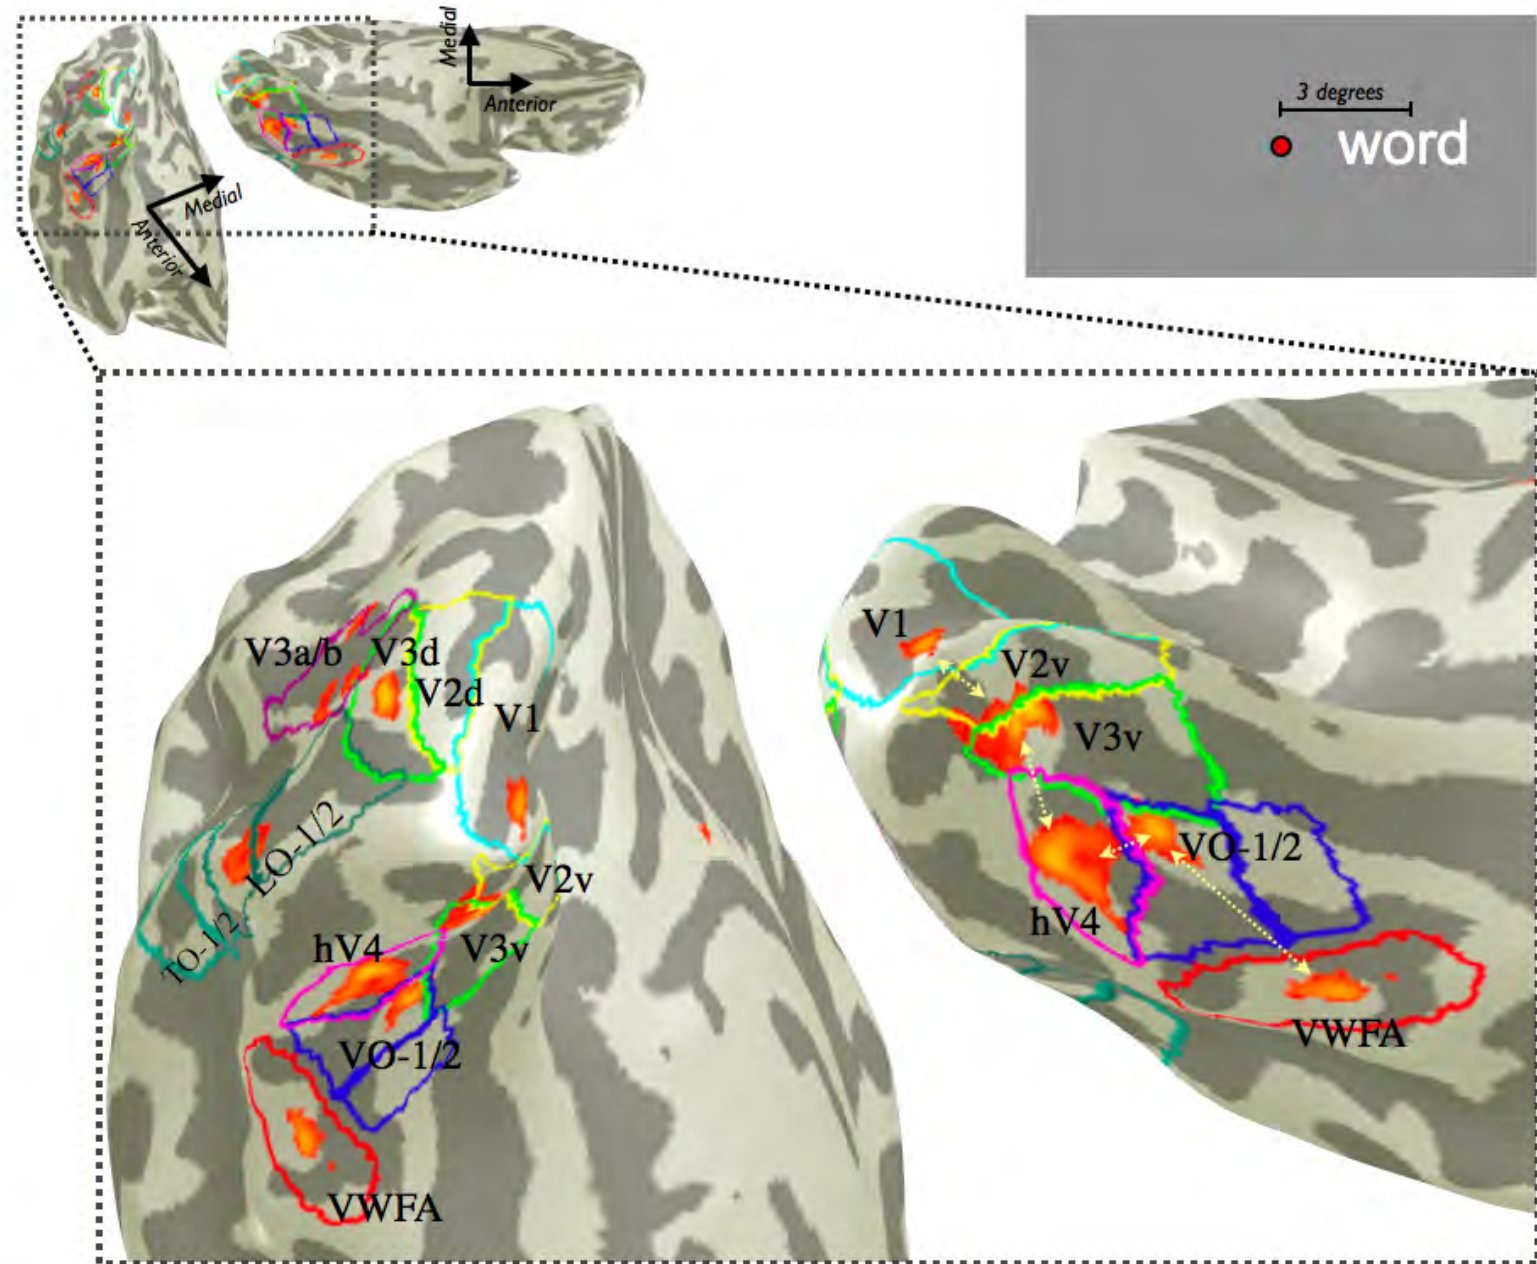 Medial
Anterior
Medial
Anterior
3 degrees
word
V3a/b
V3d
V2d
V1
LO-1/2
TO-1/2
V2v
hV4
V3v
VO-1/2
VWFA
V1
V2v
V3v
VO-1/2
hV4
VWFA